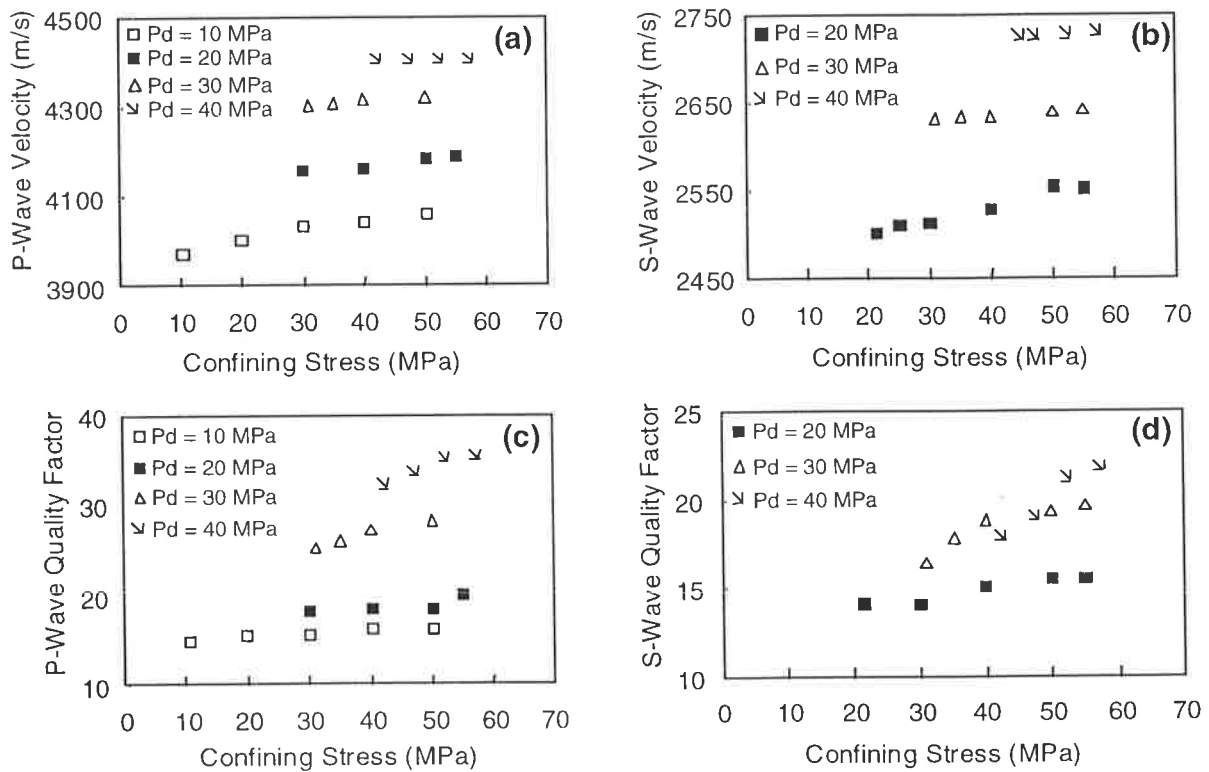 4500
4300
4100
3900
P-Wave Velocity (m/s)
Pd = 10 MPa
Pd = 20 MPa
Pd = 30 MPa
Pd = 40 MPa
(a)
0 10 20 30 40 50 60 70
Confining Stress (MPa)
2750
2650
2550
2450
S-Wave Velocity (m/s)
Pd = 20 MPa
Pd = 30 MPa
Pd = 40 MPa
(b)
0 10 20 30 40 50 60 70
Confining Stress (MPa)
40
30
20
10
P-Wave Quality Factor
Pd = 10 MPa
Pd = 20 MPa
Pd = 30 MPa
Pd = 40 MPa
(c)
0 10 20 30 40 50 60 70
Confining Stress (MPa)
25
20
15
10
S-Wave Quality Factor
Pd = 20 MPa
Pd = 30 MPa
Pd = 40 MPa
(d)
0 10 20 30 40 50 60 70
Confining Stress (MPa)